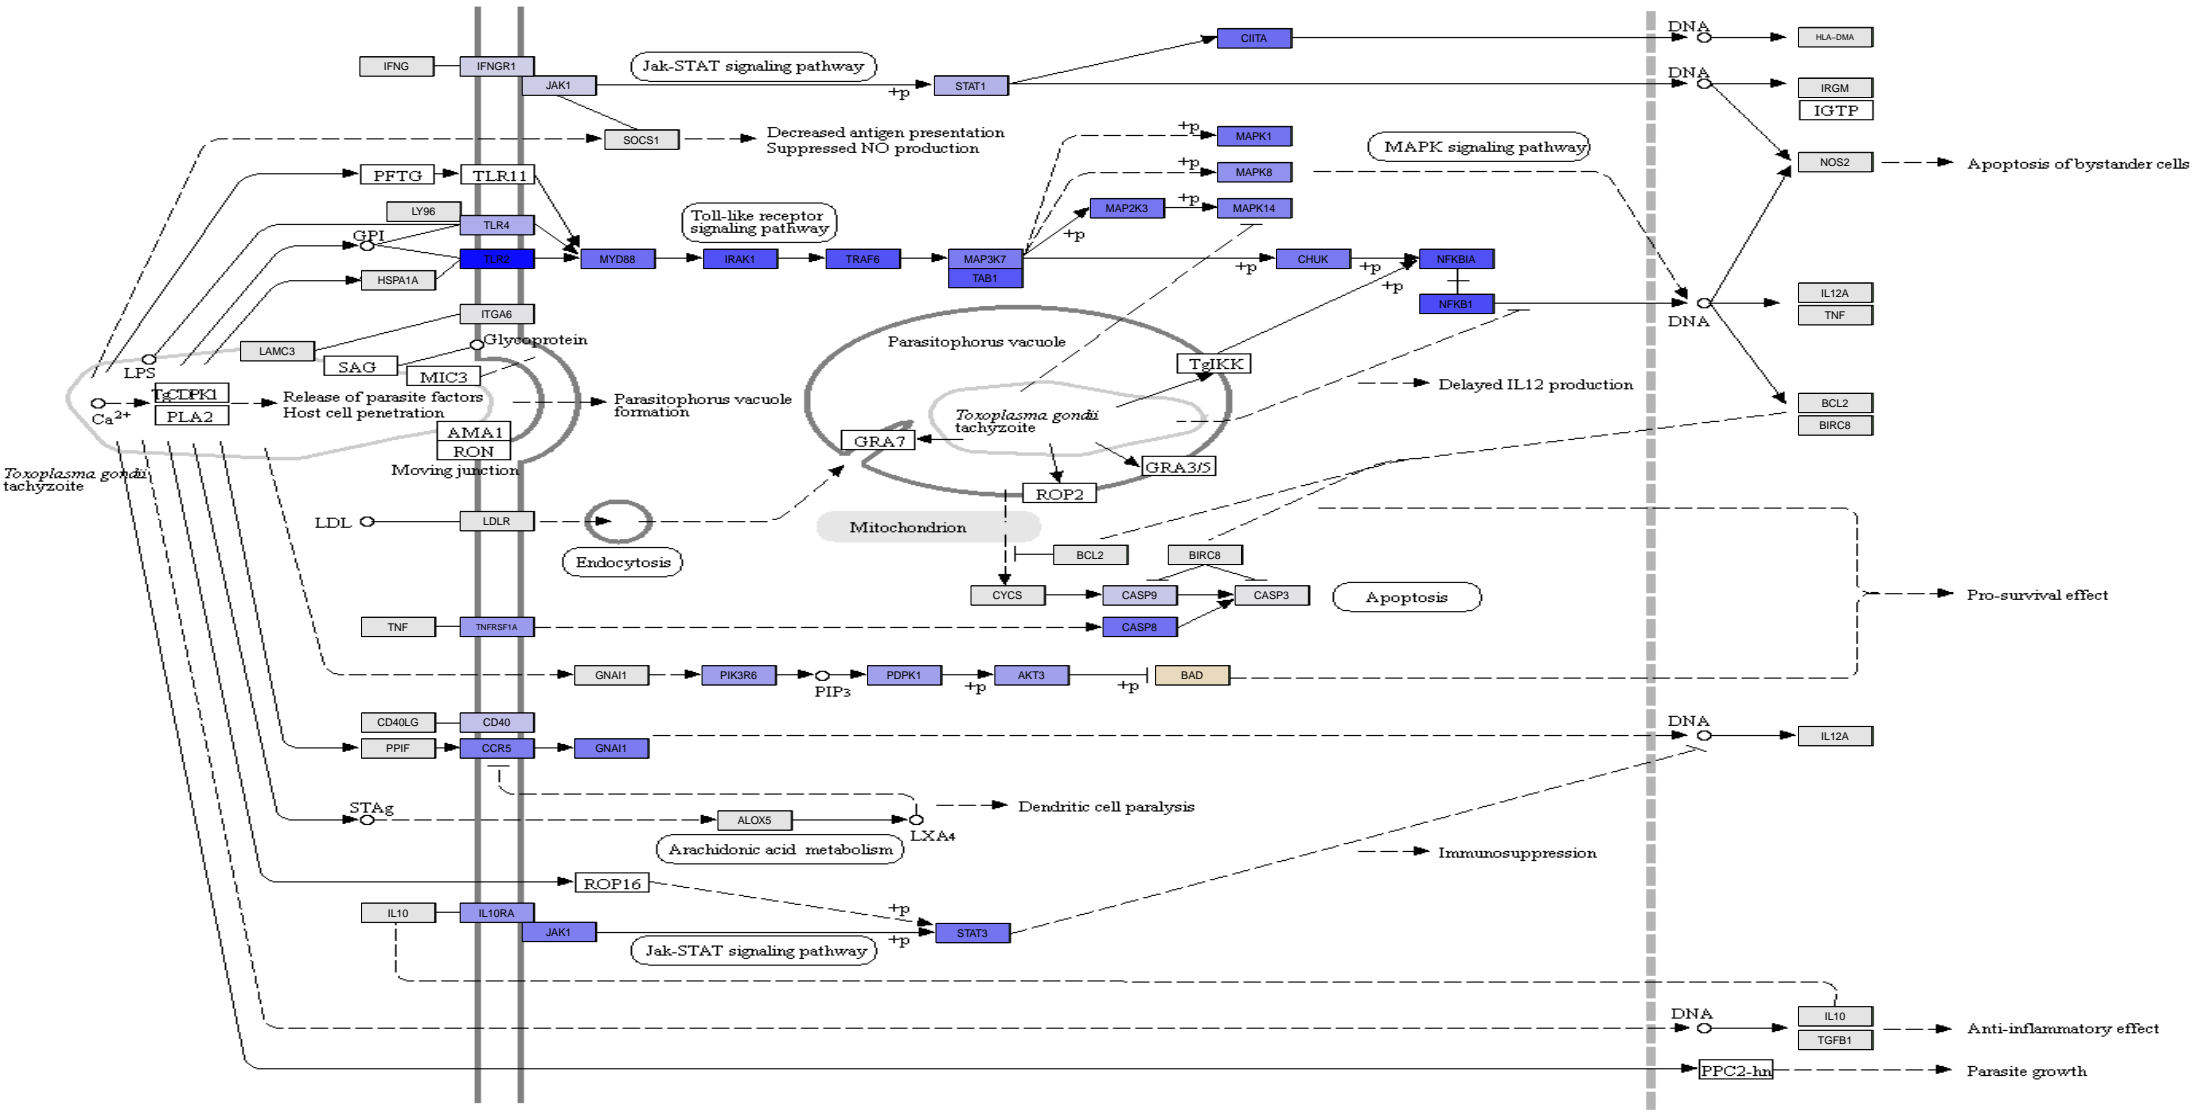 DNA
CIITA
HLA-DMA
IFNG
IFNGR1
Jak-STAT signaling pathway
DNA
JAK1
+p
STAT1
IRGM
IGTP
SOCS1
Decreased antigen presentation
Suppressed NO production
+p
MAPK1
MAPK signaling pathway
NOS2
Apoptosis of bystander cells
PFTG
TLR11
+p
MAPK8
LY96
TLR4
Toll-like receptor
signaling pathway
MAP2K3
+p
MAPK14
GPI
+p
TLR2
MYD88
IRAK1
TRAF6
MAP3K7
TAB1
+p
CHUK
+p
+p
NFKBIA
HSPA1A
NFKB1
DNA
IL12A
TNF
ITGA6
Glycoprotein
Parasitophorus vacuole
LAMC3
SAG
MIC3
TgIKK
LPS
TgCDPK1
PLA2
Ca2+
Release of parasite factors
Host cell penetration
Parasitophorus vacuole
formation
Delayed IL12 production
Toxoplasma gondii
tachyzoite
BCL2
BIRC8
AMA1
RON
Moving junction
GRA7
GRA3/5
ROP2
Toxoplasma gondii
tachyzoite
LDL
LDLR
Mitochondrion
Endocytosis
BCL2
BIRC8
CYCS
CASP9
CASP3
Apoptosis
Pro-survival effect
TNF
TNFRSF1A
CASP8
GNAI1
PIK3R6
PIP3
PDPK1
+p
AKT3
+p
BAD
CD40LG
CD40
DNA
PPIF
CCR5
GNAI1
IL12A
STAg
ALOX5
LXA4
Dendritic cell paralysis
Arachidonic acid metabolism
Immunosuppression
ROP16
+p
IL10
IL10RA
JAK1
+p
STAT3
Jak-STAT signaling pathway
DNA
IL10
TGFB1
Anti-inflammatory effect
PPC2-hn
Parasite growth